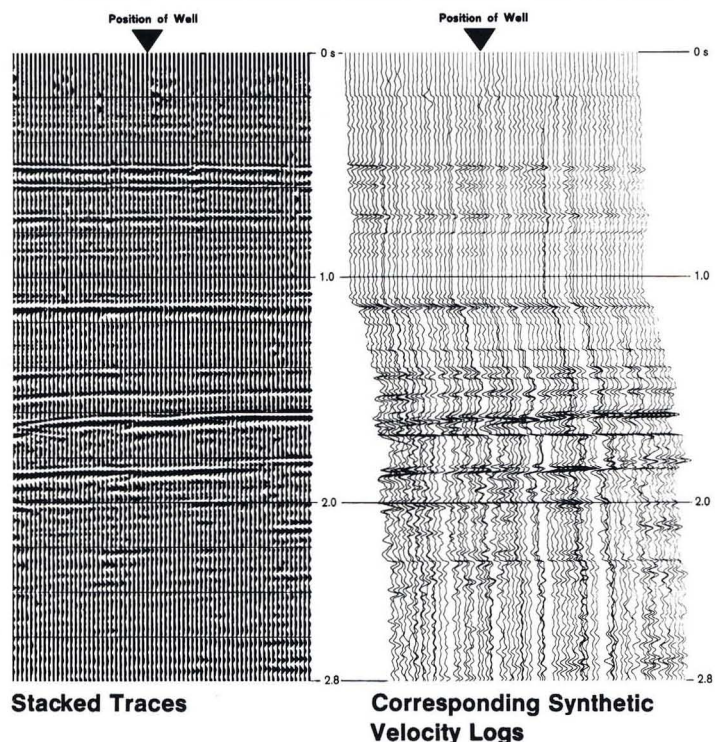 Position of Well
Position of Well
0 s
0 s
1.0
1.0
2.0
2.0
2.8
2.8
Stacked Traces
Corresponding Synthetic
Velocity Logs